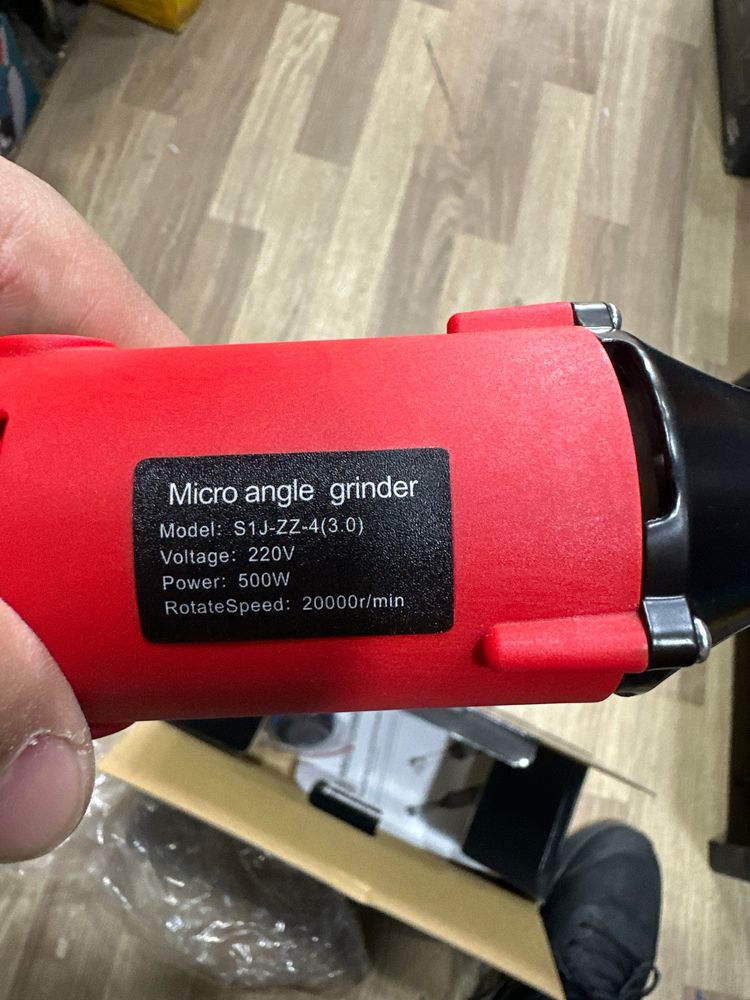 Micro angle grinder
Model: S1J-ZZ-4(3.0)
Voltage: 220V
Power: 500W
RotateSpeed: 20000r/min